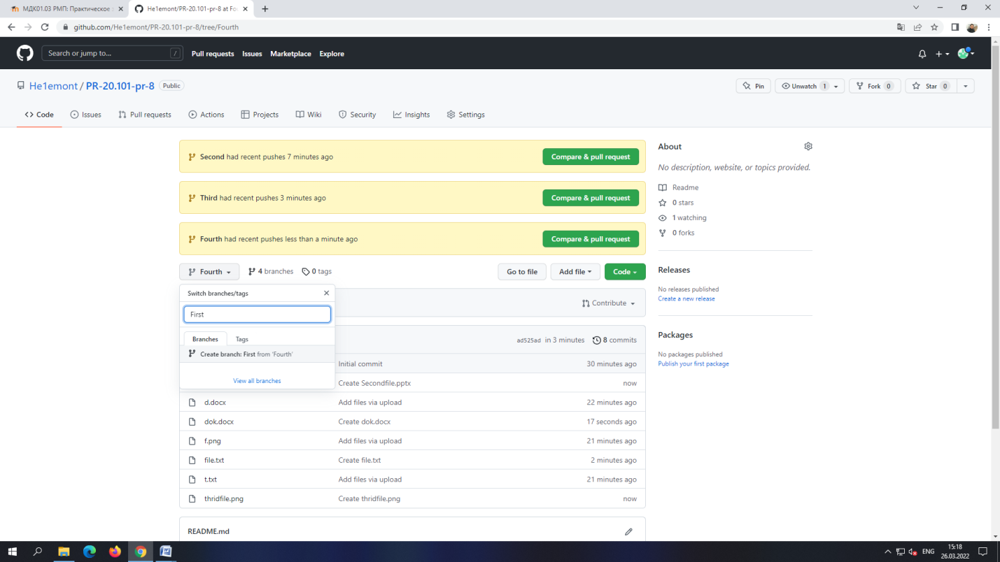 МДК01.03 РМП: Практическое
He1emont/PR-20.101-pr-8 at Fou
github.com/He1emont/PR-20.101-pr-8/tree/Fourth
Search or jump to... /
Pull requests Issues Marketplace Explore
He1emont / PR-20.101-pr-8 Public
Pin Unwatch 1 Fork 0 Star 0
Code Issues Pull requests Actions Projects Wiki Security Insights Settings
Second had recent pushes 7 minutes ago Compare & pull request
Third had recent pushes 3 minutes ago Compare & pull request
Fourth had recent pushes less than a minute ago Compare & pull request
Fourth 4 branches 0 tags Go to file Add file Code
Switch branches/tags
First
Branches Tags
Create branch: First from 'Fourth'
View all branches
Contribute
ad525ad in 3 minutes 8 commits
Initial commit 30 minutes ago
Create Secondfile.pptx now
d.docx Add files via upload 22 minutes ago
dok.docx Create dok.docx 17 seconds ago
f.png Add files via upload 21 minutes ago
file.txt Create file.txt 2 minutes ago
t.txt Add files via upload 21 minutes ago
thridfile.png Create thridfile.png now
README.md
About
No description, website, or topics provided.
Readme
0 stars
1 watching
0 forks
Releases
No releases published
Create a new release
Packages
No packages published
Publish your first package
ENG
15:18
26.03.2022